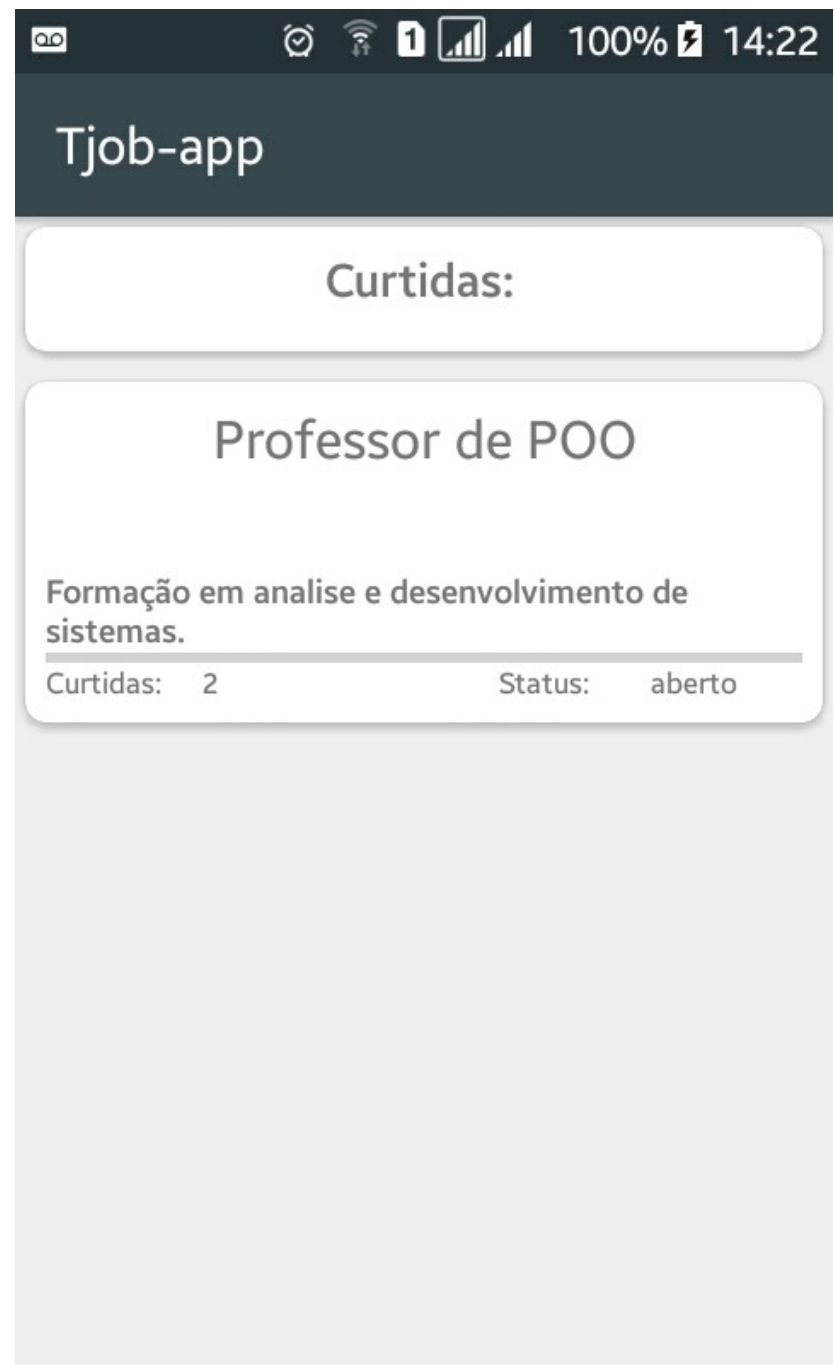 1 100% 14:22
Tjob-app
Curtidas:
Professor de POO
Formação em analise e desenvolvimento de
sistemas.
Curtidas: 2 Status: aberto